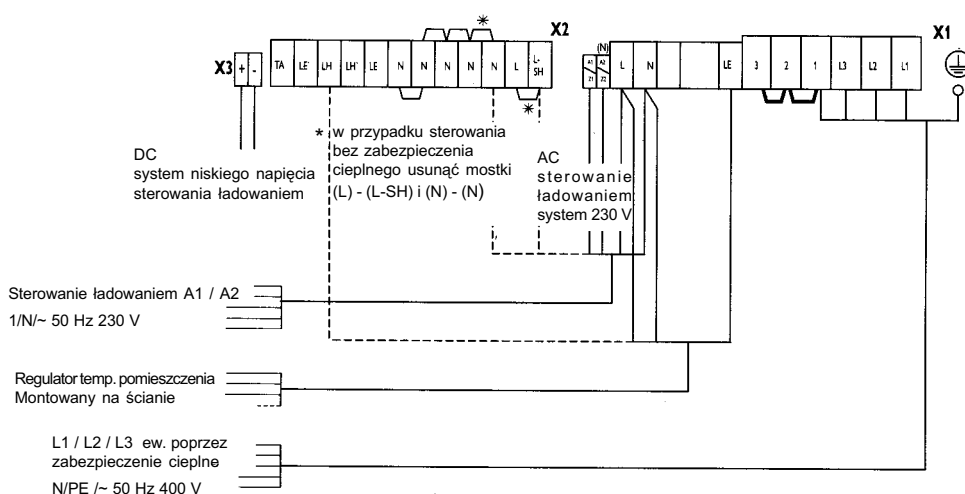 X2
X1
X3
+ -
TA LE' LH LH' LE N N N N N L L-SH
*
A1 Z1 (N) A2 Z2 L N LE 3 2 1 L3 L2 L1
*
DC
system niskiego napięcia
sterowania ładowaniem
* w przypadku sterowania
bez zabezpieczenia
cieplnego usunąć mostki
(L) - (L-SH) i (N) - (N)
AC
sterowanie
ładowaniem
system 230 V
Sterowanie ładowaniem A1 / A2
1/N/~ 50 Hz 230 V
Regulator temp. pomieszczenia
Montowany na ścianie
L1 / L2 / L3 ew. poprzez
zabezpieczenie cieplne
N/PE /~ 50 Hz 400 V